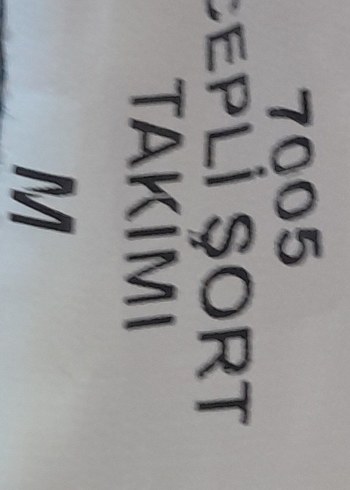 7005
CEPLİ ŞORT
TAKIMI
M